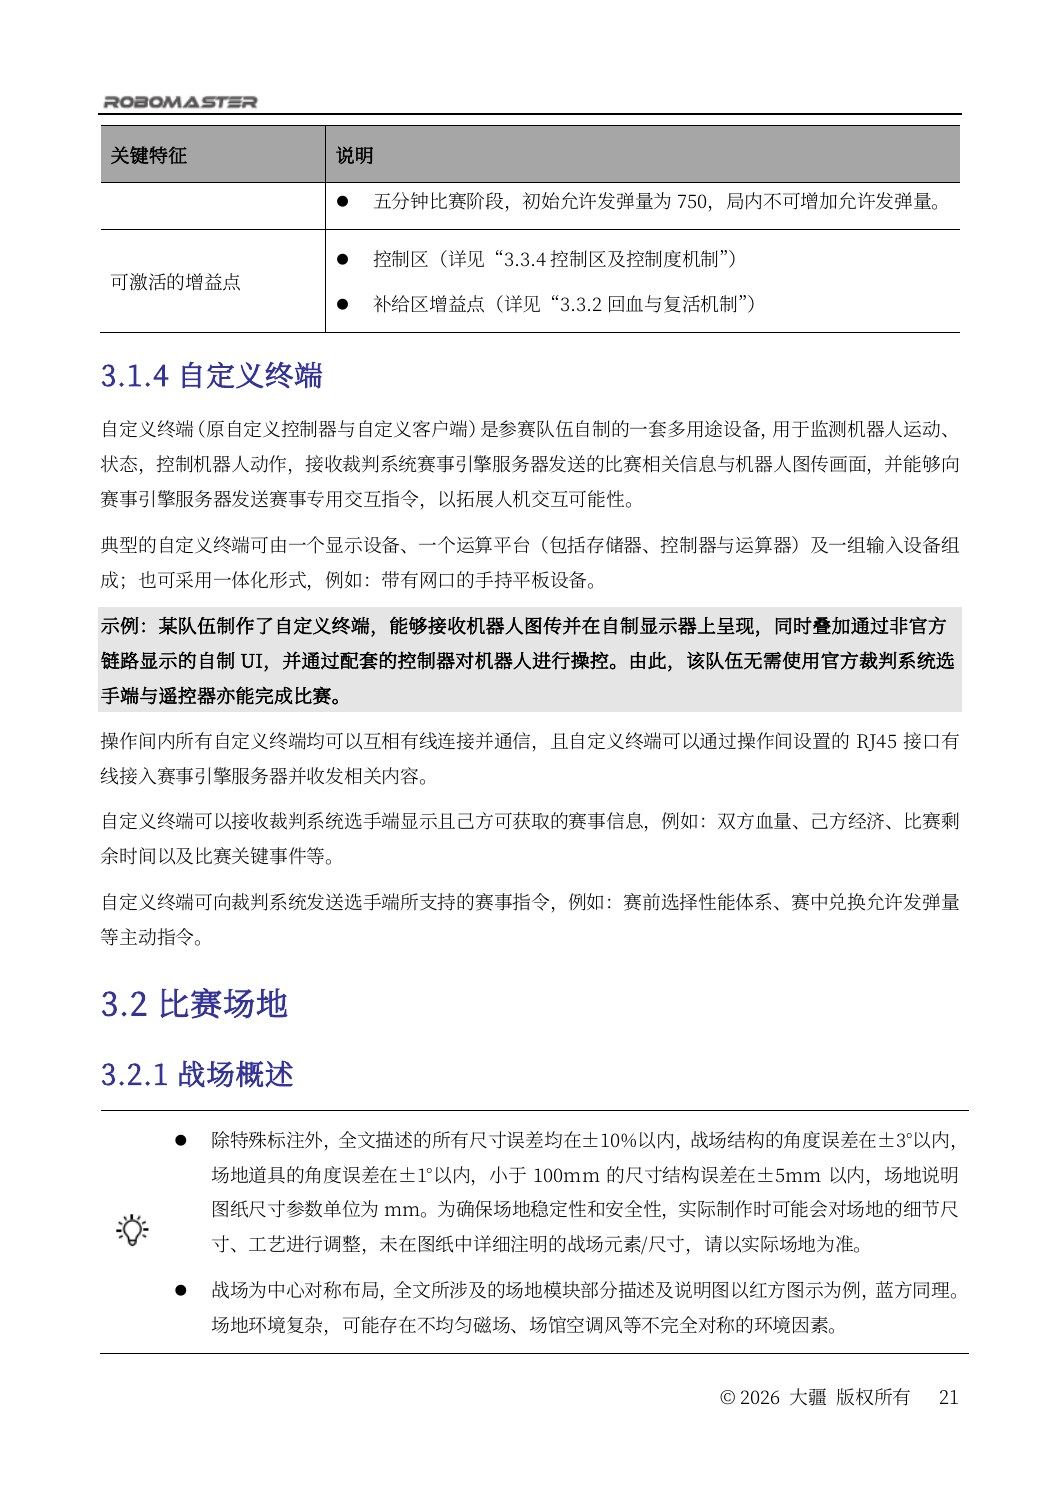 ROBOMASTER
关键特征
说明
● 五分钟比赛阶段，初始允许发弹量为 750，局内不可增加允许发弹量。
可激活的增益点
● 控制区（详见“3.3.4 控制区及控制度机制”）
● 补给区增益点（详见“3.3.2 回血与复活机制”）
3.1.4 自定义终端
自定义终端（原自定义控制器与自定义客户端）是参赛队伍自制的一套多用途设备，用于监测机器人运动、
状态，控制机器人动作，接收裁判系统赛事引擎服务器发送的比赛相关信息与机器人图传画面，并能够向
赛事引擎服务器发送赛事专用交互指令，以拓展人机交互可能性。
典型的自定义终端可由一个显示设备、一个运算平台（包括存储器、控制器与运算器）及一组输入设备组
成；也可采用一体化形式，例如：带有网口的手持平板设备。
示例：某队伍制作了自定义终端，能够接收机器人图传并在自制显示器上呈现，同时叠加通过非官方
链路显示的自制 UI，并通过配套的控制器对机器人进行操控。由此，该队伍无需使用官方裁判系统选
手端与遥控器亦能完成比赛。
操作间内所有自定义终端均可以互相有线连接并通信，且自定义终端可以通过操作间设置的 RJ45 接口有
线接入赛事引擎服务器并收发相关内容。
自定义终端可以接收裁判系统选手端显示且己方可获取的赛事信息，例如：双方血量、己方经济、比赛剩
余时间以及比赛关键事件等。
自定义终端可向裁判系统发送选手端所支持的赛事指令，例如：赛前选择性能体系、赛中兑换允许发弹量
等主动指令。
3.2 比赛场地
3.2.1 战场概述
● 除特殊标注外，全文描述的所有尺寸误差均在±10%以内，战场结构的角度误差在±3°以内，
场地道具的角度误差在±1°以内，小于 100mm 的尺寸结构误差在±5mm 以内，场地说明
图纸尺寸参数单位为 mm。为确保场地稳定性和安全性，实际制作时可能会对场地的细节尺
寸、工艺进行调整，未在图纸中详细注明的战场元素/尺寸，请以实际场地为准。
● 战场为中心对称布局，全文所涉及的场地模块部分描述及说明图以红方图示为例，蓝方同理。
场地环境复杂，可能存在不均匀磁场、场馆空调风等不完全对称的环境因素。
© 2026 大疆 版权所有 21